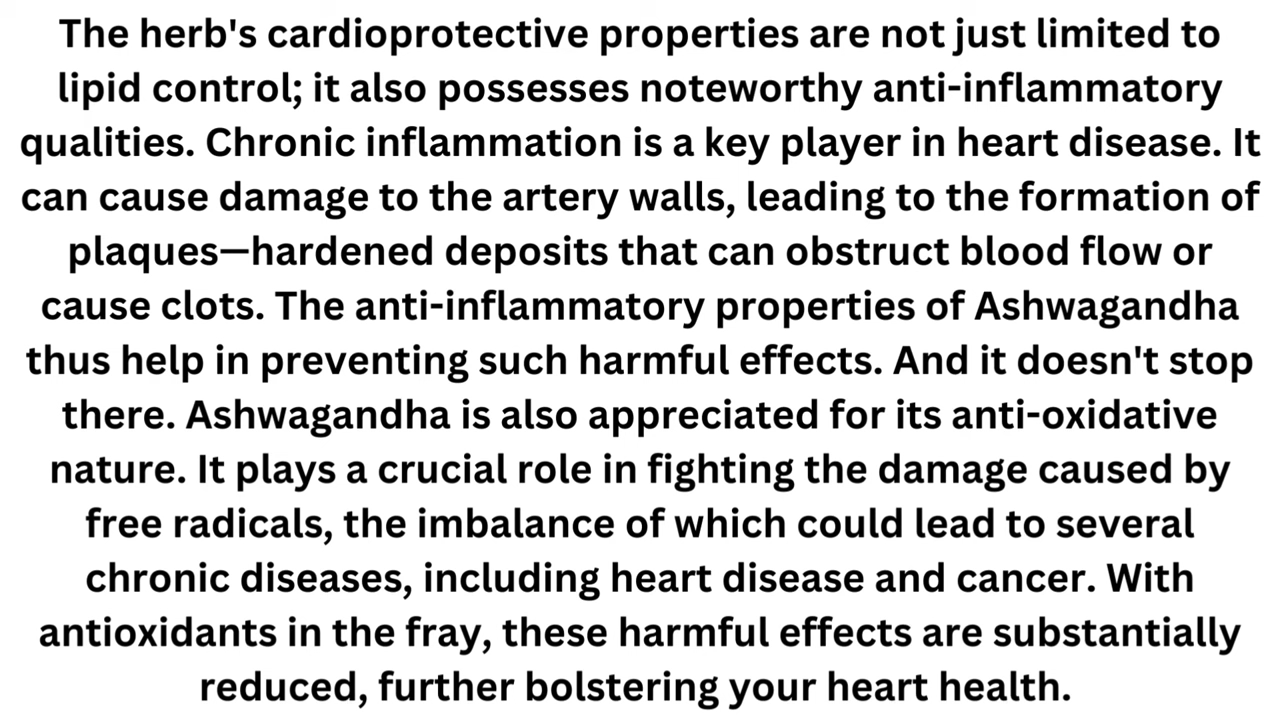 The herb's cardioprotective properties are not just limited to
lipid control; it also possesses noteworthy anti-inflammatory
qualities. Chronic inflammation is a key player in heart disease. It
can cause damage to the artery walls, leading to the formation of
plaques—hardened deposits that can obstruct blood flow or
cause clots. The anti-inflammatory properties of Ashwagandha
thus help in preventing such harmful effects. And it doesn't stop
there. Ashwagandha is also appreciated for its anti-oxidative
nature. It plays a crucial role in fighting the damage caused by
free radicals, the imbalance of which could lead to several
chronic diseases, including heart disease and cancer. With
antioxidants in the fray, these harmful effects are substantially
reduced, further bolstering your heart health.